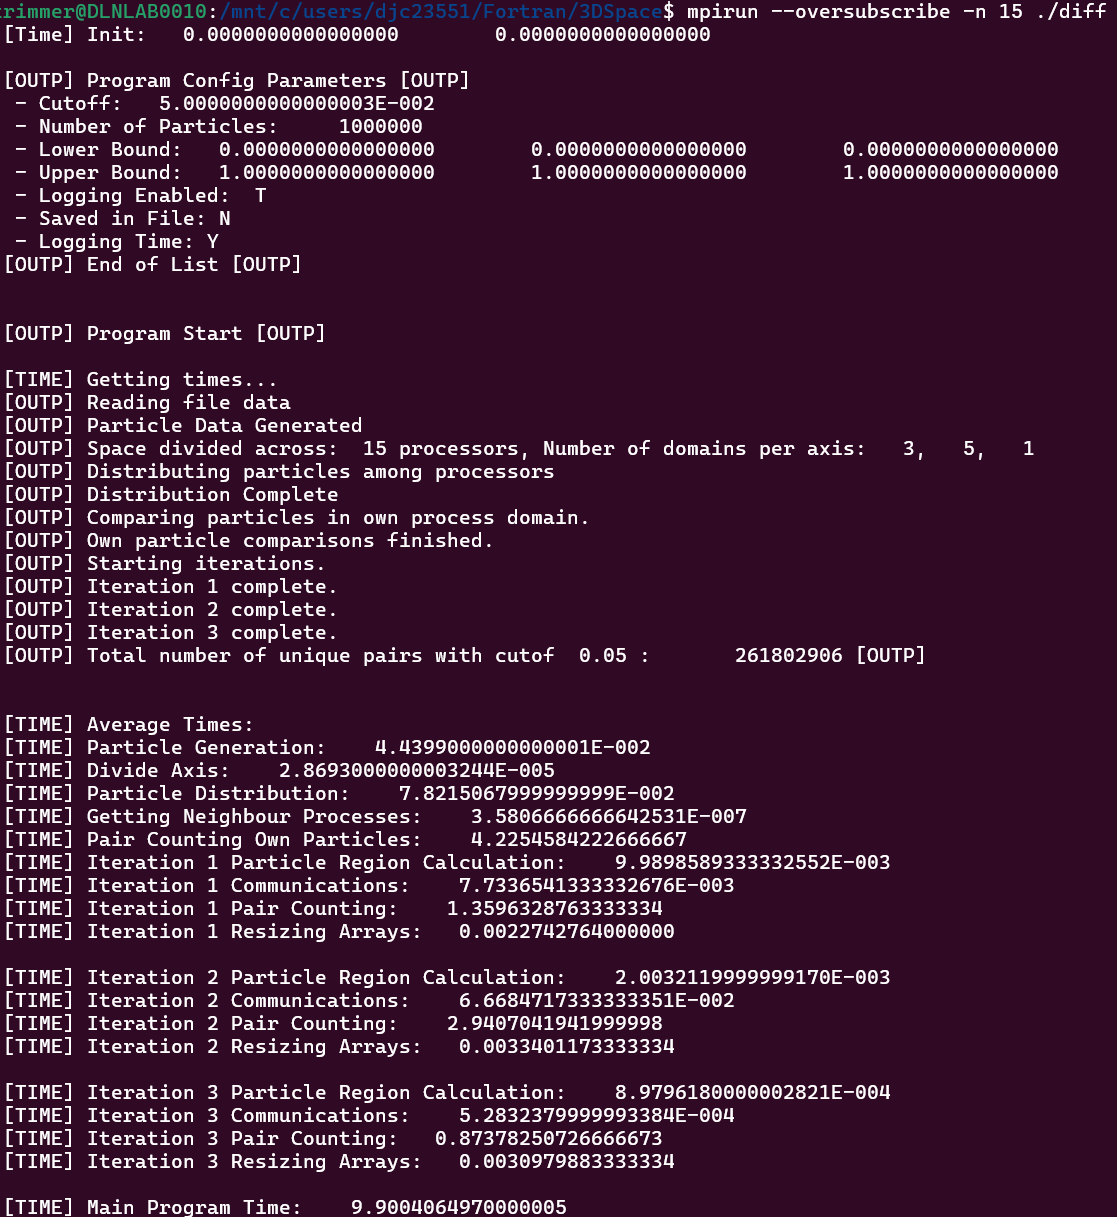 trimmer@DLNLAB0010:/mnt/c/users/djc23551/Fortran/3DSpace$ mpirun --oversubscribe -n 15 ./diff
[Time] Init:   0.0000000000000000        0.0000000000000000
[OUTP] Program Config Parameters [OUTP]
 - Cutoff:   5.0000000000000003E-002
 - Number of Particles:     1000000
 - Lower Bound:   0.0000000000000000        0.0000000000000000        0.0000000000000000
 - Upper Bound:   1.0000000000000000        1.0000000000000000        1.0000000000000000
 - Logging Enabled:  T
 - Saved in File: N
 - Logging Time: Y
[OUTP] End of List [OUTP]
[OUTP] Program Start [OUTP]
[TIME] Getting times...
[OUTP] Reading file data
[OUTP] Particle Data Generated
[OUTP] Space divided across:  15 processors, Number of domains per axis:   3,   5,   1
[OUTP] Distributing particles among processors
[OUTP] Distribution Complete
[OUTP] Comparing particles in own process domain.
[OUTP] Own particle comparisons finished.
[OUTP] Starting iterations.
[OUTP] Iteration 1 complete.
[OUTP] Iteration 2 complete.
[OUTP] Iteration 3 complete.
[OUTP] Total number of unique pairs with cutof  0.05 :       261802906 [OUTP]
[TIME] Average Times:
[TIME] Particle Generation:    4.4399000000000001E-002
[TIME] Divide Axis:    2.8693000000003244E-005
[TIME] Particle Distribution:    7.8215067999999999E-002
[TIME] Getting Neighbour Processes:    3.5806666666642531E-007
[TIME] Pair Counting Own Particles:    4.2254584222666667
[TIME] Iteration 1 Particle Region Calculation:    9.9898589333332552E-003
[TIME] Iteration 1 Communications:    7.7336541333332676E-003
[TIME] Iteration 1 Pair Counting:    1.3596328763333334
[TIME] Iteration 1 Resizing Arrays:   0.0022742764000000
[TIME] Iteration 2 Particle Region Calculation:    2.0032119999999170E-003
[TIME] Iteration 2 Communications:    6.6684717333333351E-002
[TIME] Iteration 2 Pair Counting:    2.9407041941999998
[TIME] Iteration 2 Resizing Arrays:   0.0033401173333334
[TIME] Iteration 3 Particle Region Calculation:    8.9796180000002821E-004
[TIME] Iteration 3 Communications:    5.2832379999993384E-004
[TIME] Iteration 3 Pair Counting:   0.87378250726666673
[TIME] Iteration 3 Resizing Arrays:   0.0030979883333334
[TIME] Main Program Time:    9.9004064970000005